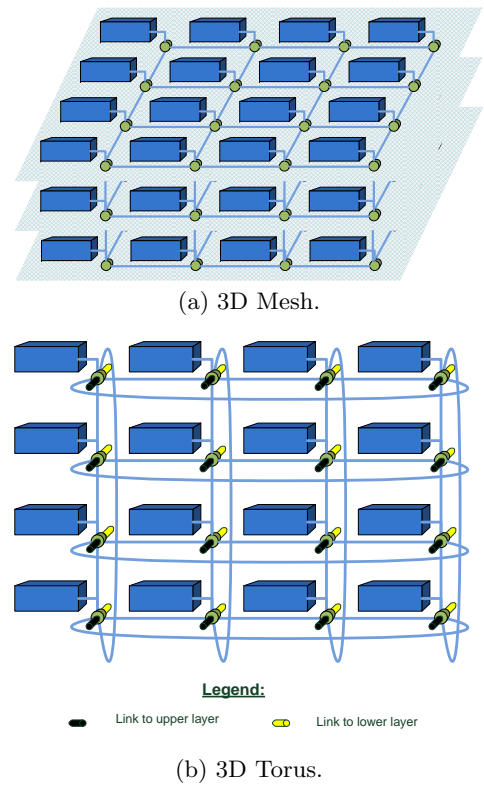 (a) 3D Mesh.
Legend:
Link to upper layer
Link to lower layer
(b) 3D Torus.